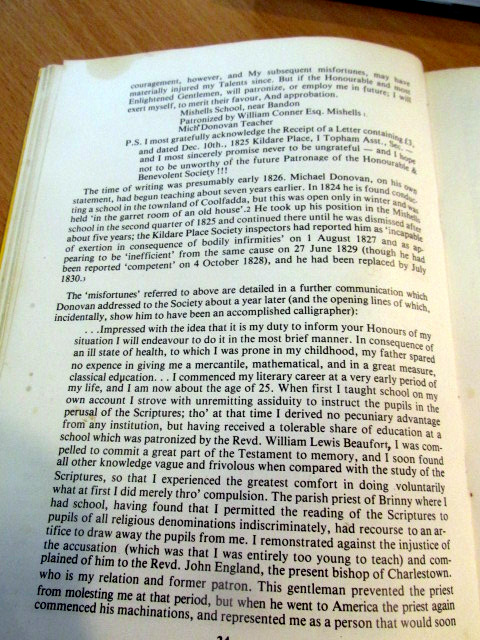 couragement, however, and My subsequent misfortunes, may have
materially injured my Talents since. But if the Honourable and most
Enlightened Gentlemen, will patronize, or employ me in future; I will
exert myself, to merit their favour, And approbation.
Mishells School, near Bandon
Patronized by William Conner Esq. Mishells 1
Michl Donovan Teacher
P.S. I most gratefully acknowledge the Receipt of a Letter containing £3,
and dated Dec. 10th., 1825 Kildare Place, J Topham Asst., Sec. —
and I most sincerely promise never to be ungrateful — and I hope
not to be unworthy of the future Patronage of the Honourable &
Benevolent Society !!!
The time of writing was presumably early 1826. Michael Donovan, on his own
statement, had begun teaching about seven years earlier. In 1824 he is found conduc-
ting a school in the townland of Coolfadda, but this was open only in winter and was
held 'in the garret room of an old house'.2 He took up his position in the Mishells
school in the second quarter of 1825 and continued there until he was dismissed after
about five years; the Kildare Place Society inspectors had reported him as 'incapable
of exertion in consequence of bodily infirmities' on 1 August 1827 and as ap-
pearing to be 'inefficient' from the same cause on 27 June 1829 (though he had
been reported 'competent' on 4 October 1828), and he had been replaced by July
1830.3
The 'misfortunes' referred to above are detailed in a further communication which
Donovan addressed to the Society about a year later (and the opening lines of which,
incidentally, show him to have been an accomplished calligrapher):
. . .Impressed with the idea that it is my duty to inform your Honours of my
situation I will endeavour to do it in the most brief manner. In consequence of
an ill state of health, to which I was prone in my childhood, my father spared
no expence in giving me a mercantile, mathematical, and in a great measure,
classical education. . . I commenced my literary career at a very early period of
my life, and I am now about the age of 25. When first I taught school on my
own account I strove with unremitting assiduity to instruct the pupils in the
perusal of the Scriptures; tho' at that time I derived no pecuniary advantage
from any institution, but having received a tolerable share of education at a
school which was patronized by the Revd. William Lewis Beaufort, I was com-
pelled to commit a great part of the Testament to memory, and I soon found
all other knowledge vague and frivolous when compared with the study of the
Scriptures, so that I experienced the greatest comfort in doing voluntarily
what at first I did merely thro' compulsion. The parish priest of Brinny where I
had school, having found that I permitted the reading of the Scriptures to
pupils of all religious denominations indiscriminately, had recourse to an ar-
tifice to draw away the pupils from me. I remonstrated against the injustice of
the accusation (which was that I was entirely too young to teach) and com-
plained of him to the Revd. John England, the present bishop of Charlestown.
who is my relation and former patron. This gentleman prevented the priest
from molesting me at that period, but when he went to America the priest again
commenced his machinations, and represented me as a person that would soon